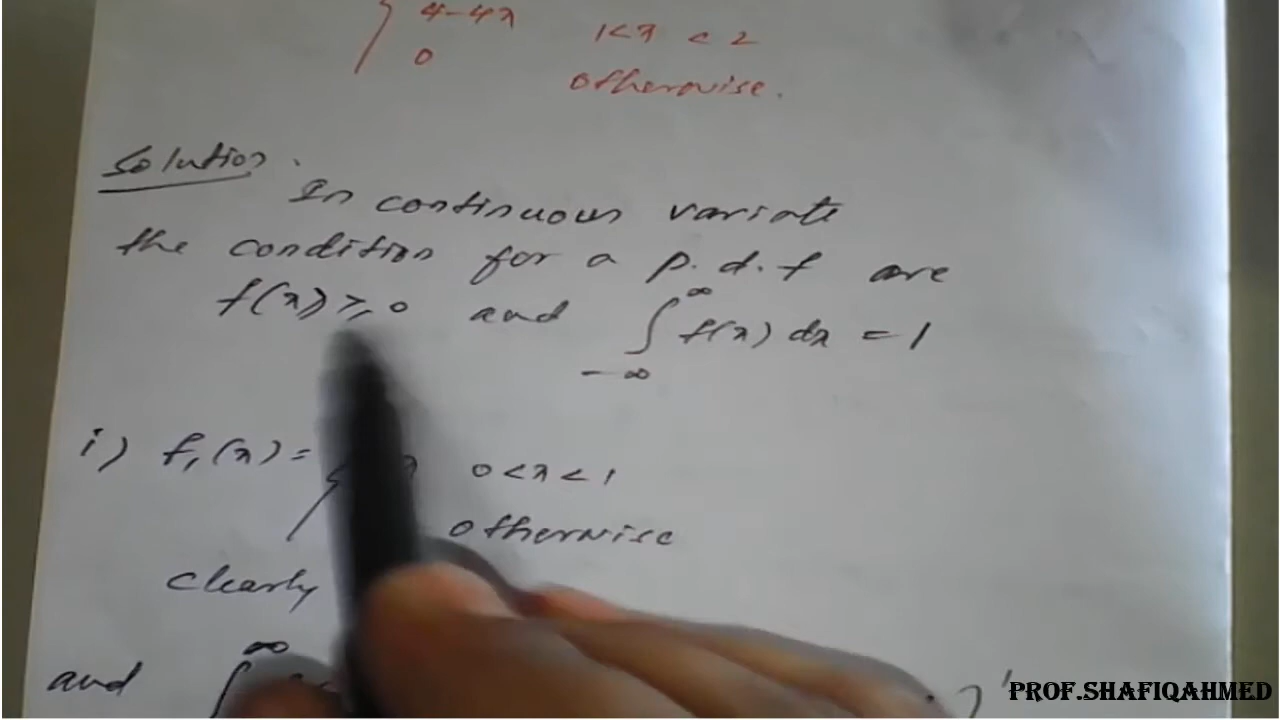 4-4x 1<x<2
0 otherwise.
Solution.
In continuous variate
the condition for a p.d.f are
f(x)≥0 and ∫_{-∞}^{∞} f(x) dx = 1
i) f₁(x) = { x 0<x<1
otherwise
clearly
and ∫^{∞}
PROF.SHAFIQAHMED